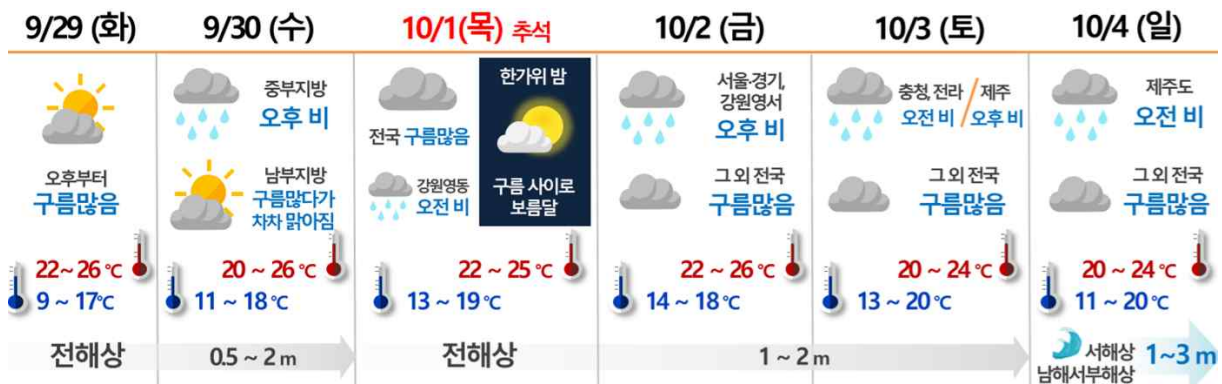 9/29 (화)
오후부터
구름많음
22~26 ℃
9 ~ 17℃
전해상
9/30 (수)
중부지방
오후 비
남부지방
구름많다가
차차 맑아짐
20 ~ 26 ℃
11 ~ 18℃
0.5 ~ 2 m
10/1(목) 추석
전국 구름많음
강원영동
오전 비
한가위 밤
구름 사이로
보름달
22 ~ 25 ℃
13 ~ 19℃
전해상
10/2 (금)
서울·경기,
강원영서
오후 비
그 외 전국
구름많음
22 ~ 26 ℃
14 ~ 18℃
1 ~ 2 m
10/3 (토)
충청, 전라
오전 비
/
제주
오후 비
그 외 전국
구름많음
20 ~ 24 ℃
13 ~ 20℃
10/4 (일)
제주도
오전 비
그 외 전국
구름많음
20 ~ 24 ℃
11 ~ 20℃
서해상
남해서부해상
1~3 m